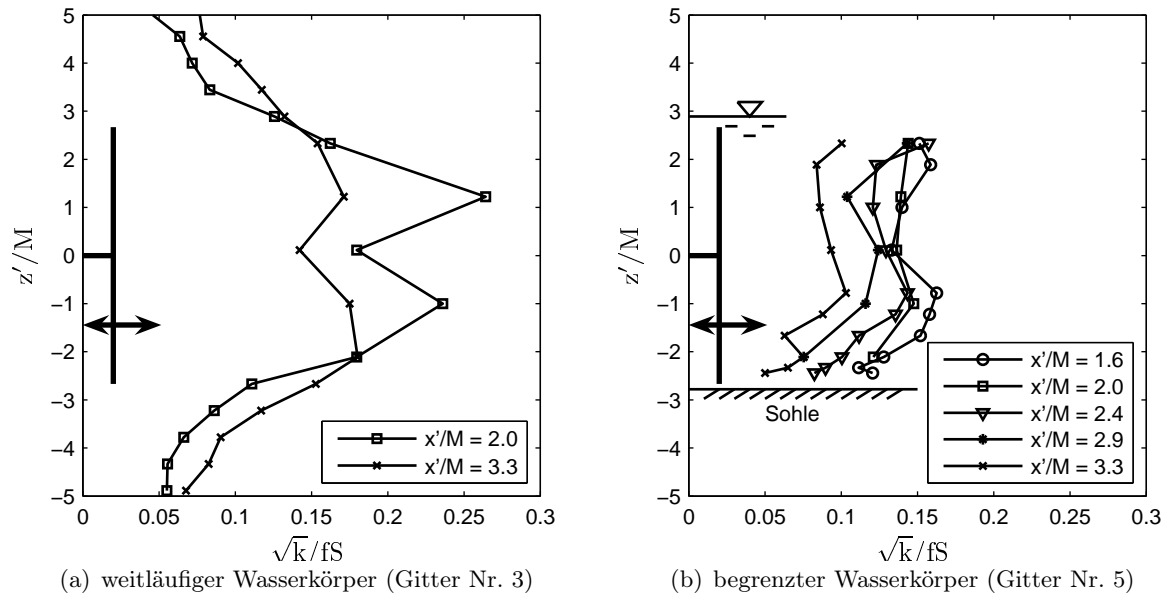 5
4
3
2
1
0
−1
−2
−3
−4
−5
z′/M
0
0.05
0.1
0.15
0.2
0.25
0.3
√k/fS
x'/M = 2.0
x'/M = 3.3
(a) weitläufiger Wasserkörper (Gitter Nr. 3)
5
4
3
2
1
0
−1
−2
−3
−4
−5
z′/M
Sohle
x'/M = 1.6
x'/M = 2.0
x'/M = 2.4
x'/M = 2.9
x'/M = 3.3
0
0.05
0.1
0.15
0.2
0.25
0.3
√k/fS
(b) begrenzter Wasserkörper (Gitter Nr. 5)